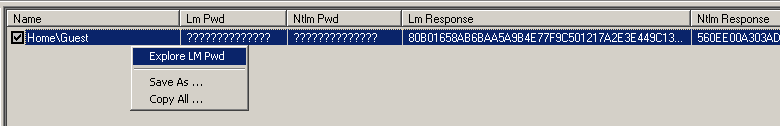 Lm Pwd Ntlm Pwd Lm Response Ntlm Response
Home\Guest ?????????????? ?????????????? 80B01658AB6BAA5A9B4E77F9C501217A2E3E449C13... 560EE00A303AD
Explore LM Pwd
Save As ...
Copy All ...